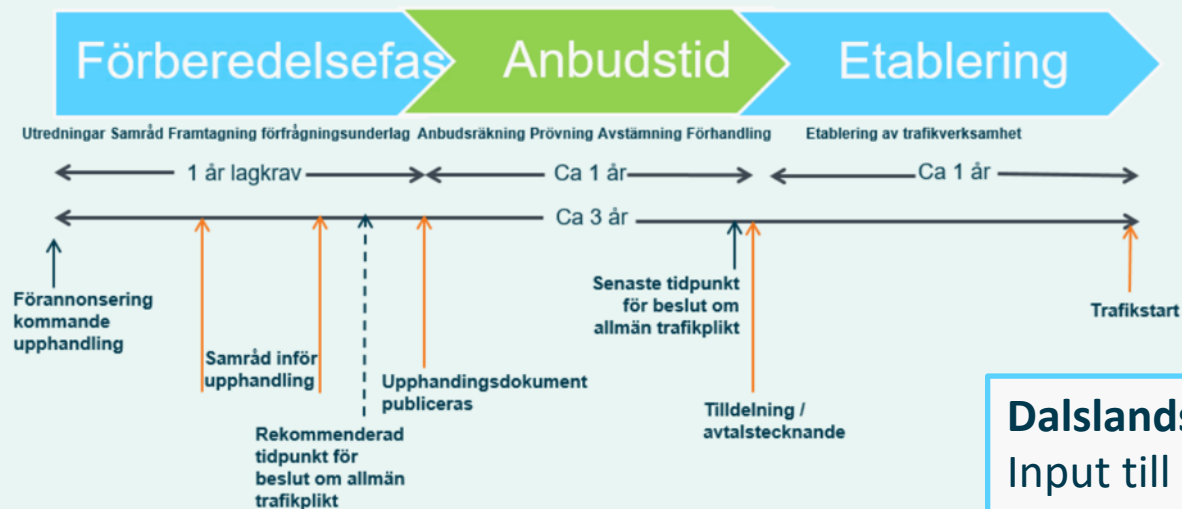 Förberedelsefas
Anbudstid
Etablering
Utredningar Samråd Framtagning förfrågningsunderlag
Anbudsräkning Prövning Avstämning Förhandling
Etablering av trafikverksamhet
1 år lagkrav
Ca 1 år
Ca 1 år
Ca 3 år
Förannonsering
kommande
upphandling
Samråd inför
upphandling
Rekommenderad
tidpunkt för
beslut om allmän
trafikplikt
Upphandingsdokument
publiceras
Senaste tidpunkt
för beslut om
allmän trafikplikt
Tilldelning /
avtalstecknande
Trafikstart
Dalslands
Input till